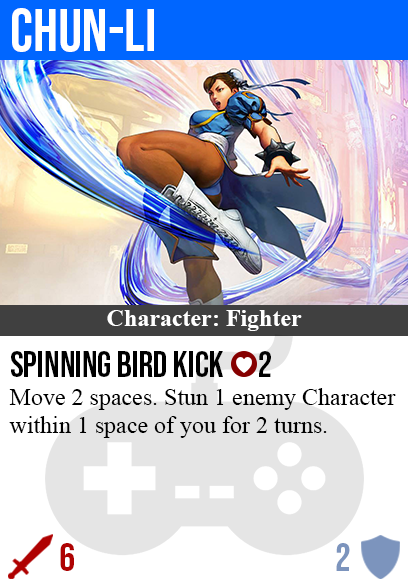 CHUN-LI
Character: Fighter
SPINNING BIRD KICK 2
Move 2 spaces. Stun 1 enemy Character
within 1 space of you for 2 turns.
6 2